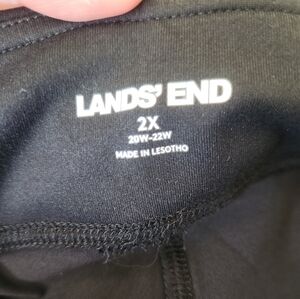 LANDS' END
2X
20W-22W
MADE IN LESOTHO